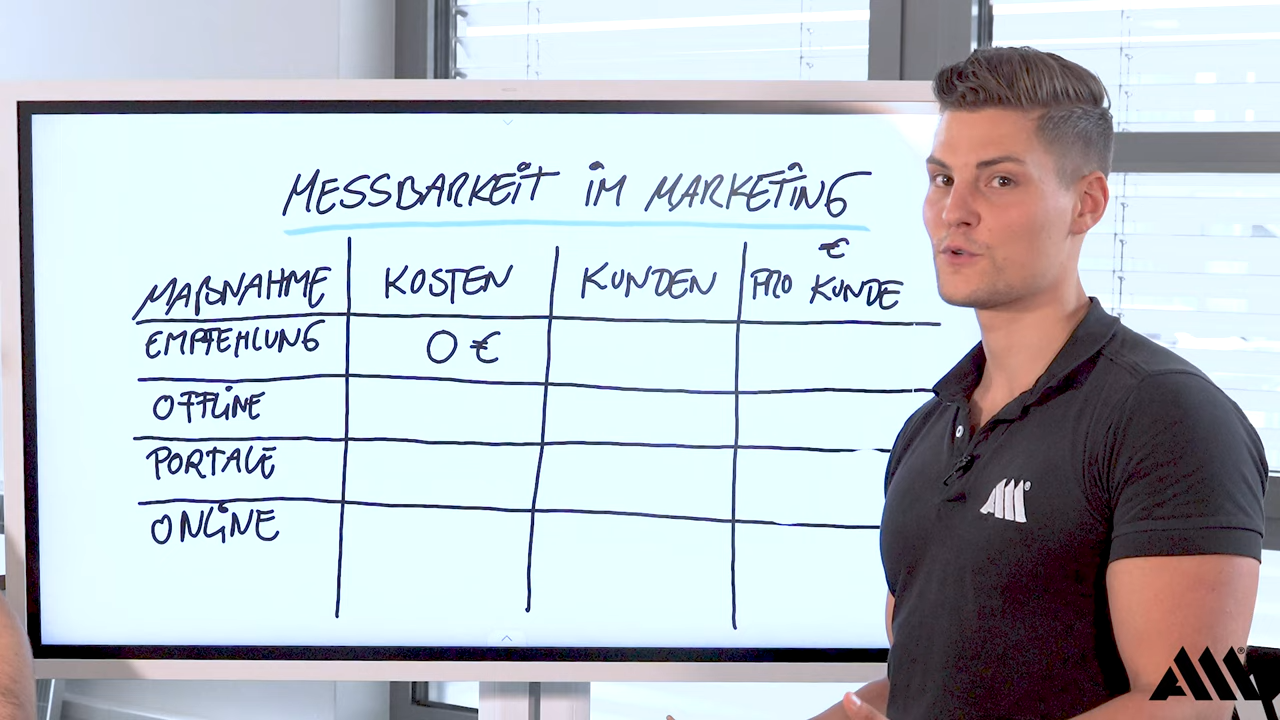 MESSBARKEIT IM MARKETING
MAßNAHME KOSTEN KUNDEN € PRO KUNDE
EMPFEHLUNG 0 €
OFFLINE
PORTALE
ONLINE